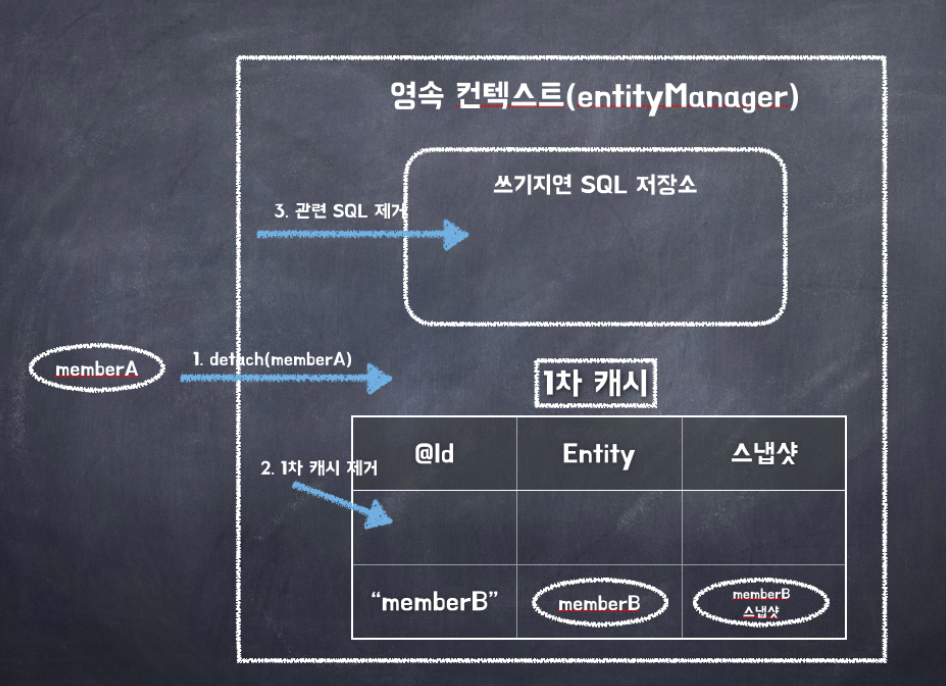 영속 컨텍스트(entityManager)
쓰기지연 SQL 저장소
3. 관련 SQL 제거
memberA
1. detach(memberA)
1차 캐시
2. 1차 캐시 제거
@Id
Entity
스냅샷
“memberB”
memberB
memberB
스냅샷